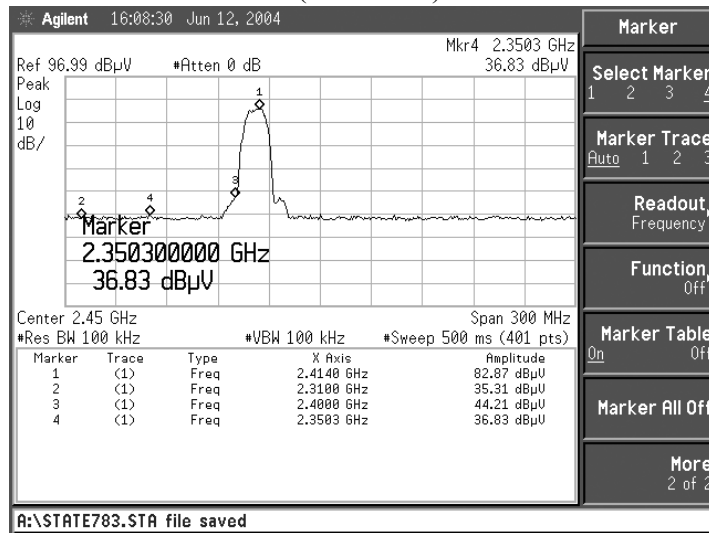 Agilent 16:08:30 Jun 12, 2004
Mkr4 2.3503 GHz
Ref 96.99 dBµV #Atten 0 dB 36.83 dBµV
Peak
Log
10
dB/
1
2
3
4
Marker
2.350300000 GHz
36.83 dBµV
Center 2.45 GHz Span 300 MHz
#Res BW 100 kHz #VBW 100 kHz #Sweep 500 ms (401 pts)
Marker Trace Type X Axis Amplitude
1 (1) Freq 2.4140 GHz 82.87 dBµV
2 (1) Freq 2.3100 GHz 35.31 dBµV
3 (1) Freq 2.4000 GHz 44.21 dBµV
4 (1) Freq 2.3503 GHz 36.83 dBµV
A:\STATE783.STA file saved
Marker
Select Marker
1 2 3 4
Marker Trace
Auto 1 2 3
Readout,
Frequency
Function,
Off
Marker Table
On Off
Marker All Off
More
2 of 2